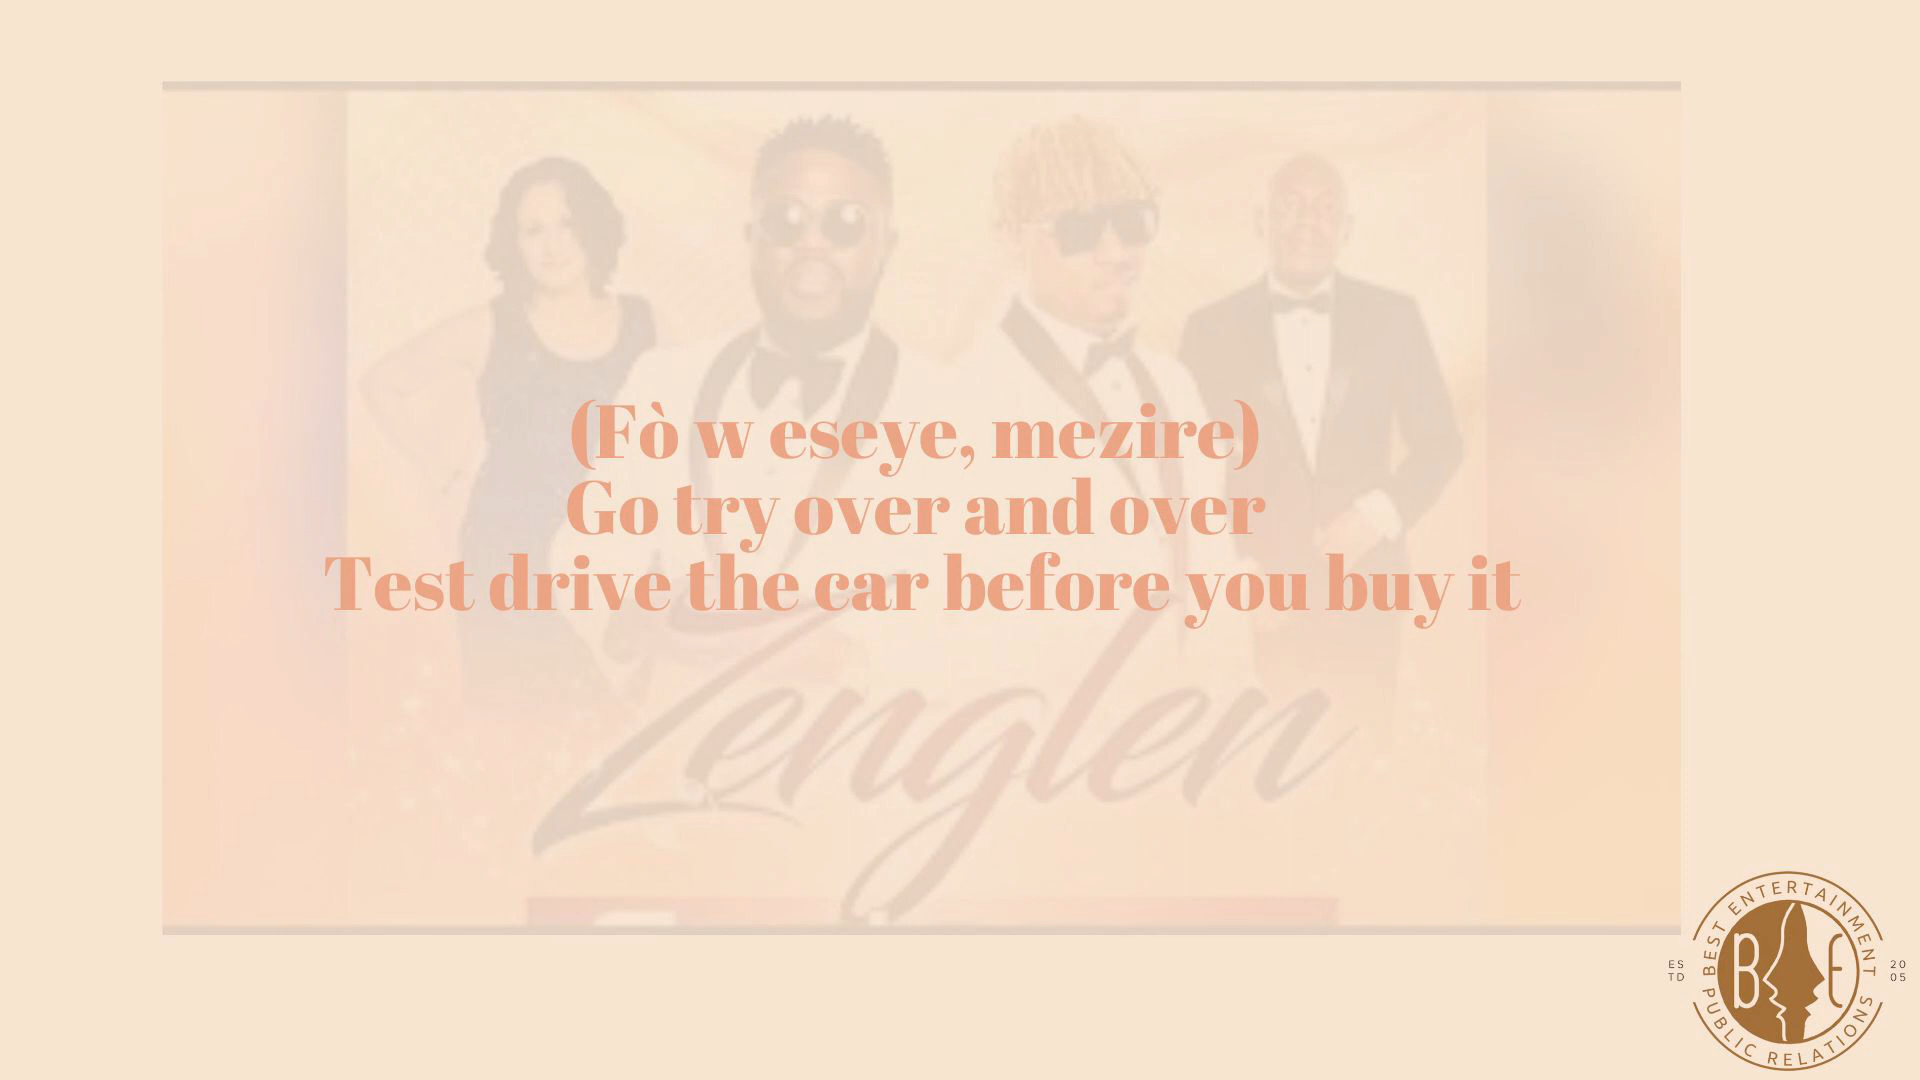 (Fò w eseye, mezire)
Go try over and over
Test drive the car before you buy it
Zenglen
BEST ENTERTAINMENT
ES
TD
B E
20
05
PUBLIC RELATIONS